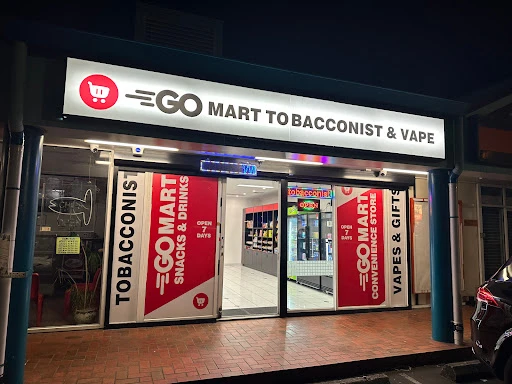 GO MART TOBACCONIST & VAPE
TOBACCONIST
GO MART
SNACKS & DRINKS
OPEN
7
DAYS
tobacconist
OPEN
OPEN
7
DAYS
GO MART
CONVENIENCE STORE
VAPES & GIFTS